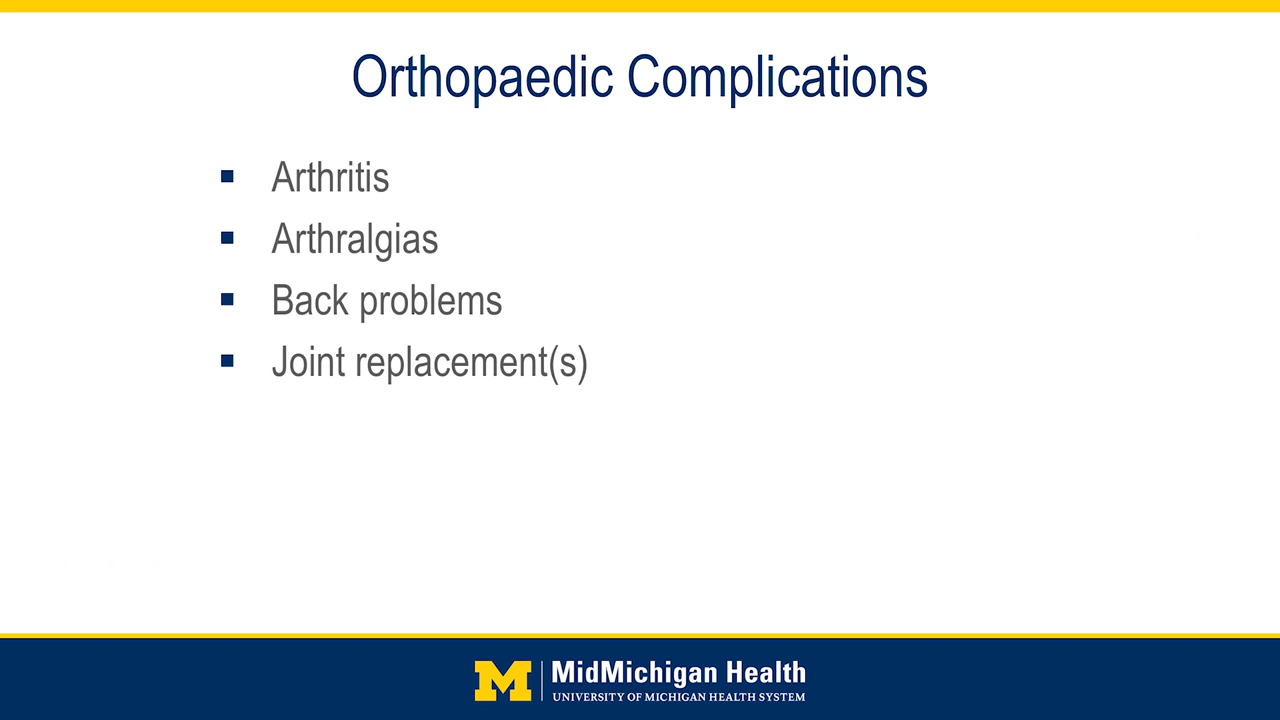 Orthopaedic Complications
Arthritis
Arthralgias
Back problems
Joint replacement(s)
M
MidMichigan Health
UNIVERSITY OF MICHIGAN HEALTH SYSTEM